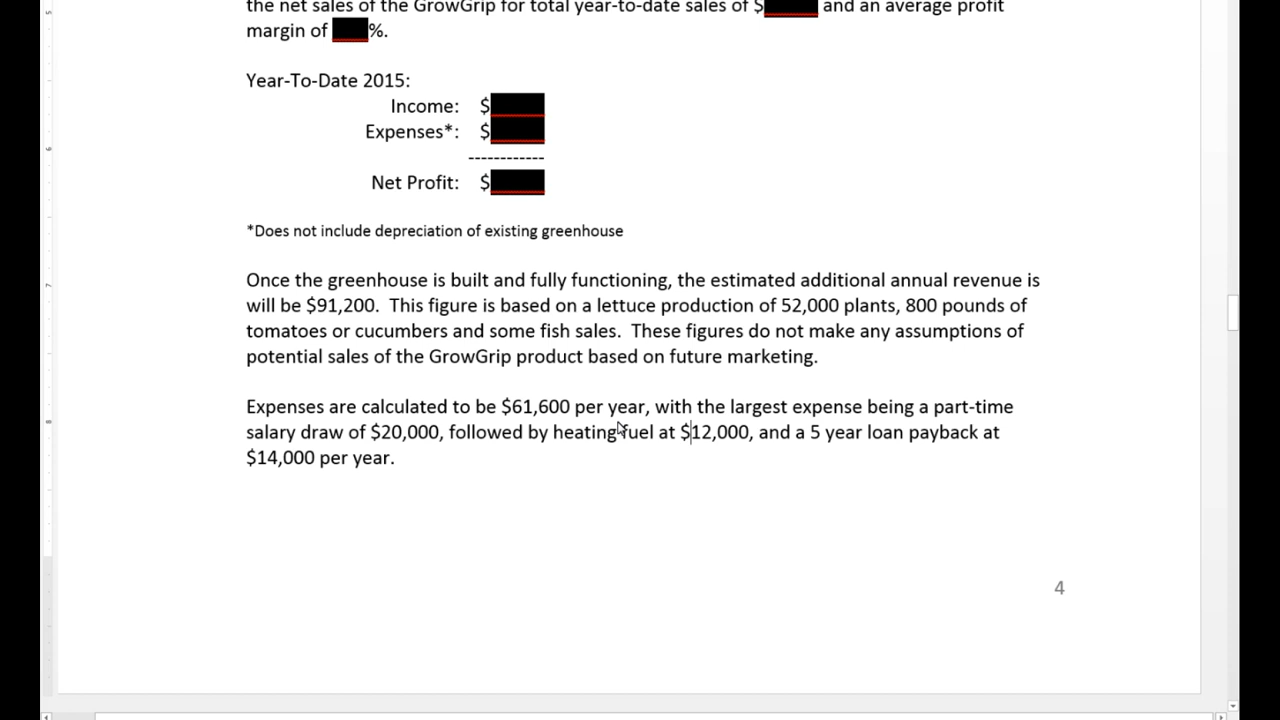 the net sales of the GrowGrip for total year-to-date sales of $ and an average profit
margin of %.
Year-To-Date 2015:
Income: $
Expenses*: $
------------
Net Profit: $
*Does not include depreciation of existing greenhouse
Once the greenhouse is built and fully functioning, the estimated additional annual revenue is
will be $91,200.  This figure is based on a lettuce production of 52,000 plants, 800 pounds of
tomatoes or cucumbers and some fish sales.  These figures do not make any assumptions of
potential sales of the GrowGrip product based on future marketing.
Expenses are calculated to be $61,600 per year, with the largest expense being a part-time
salary draw of $20,000, followed by heating fuel at $12,000, and a 5 year loan payback at
$14,000 per year.
4